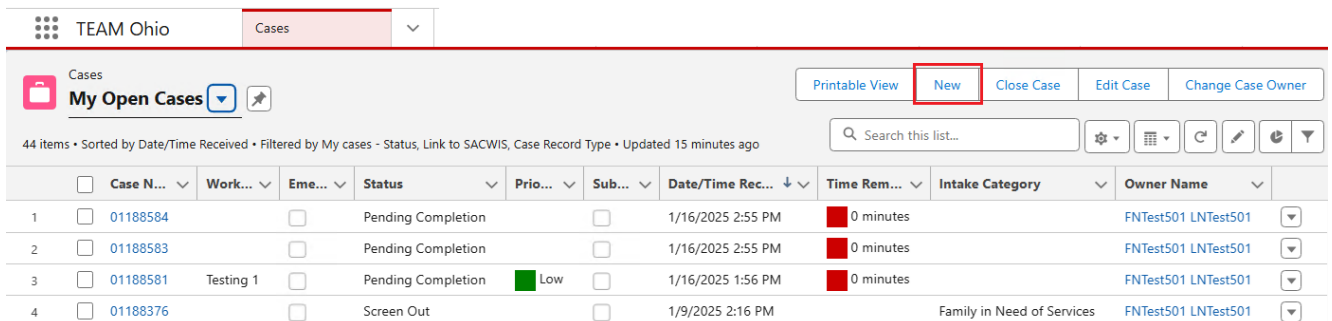 TEAM Ohio Cases
Cases
My Open Cases
Printable View New Close Case Edit Case Change Case Owner
44 items • Sorted by Date/Time Received • Filtered by My cases - Status, Link to SACWIS, Case Record Type • Updated 15 minutes ago
Search this list...
Case N... Work... Eme... Status Prio... Sub... Date/Time Rec... Time Rem... Intake Category Owner Name
1 01188584 Pending Completion 1/16/2025 2:55 PM 0 minutes FNTest501 LNTest501
2 01188583 Pending Completion 1/16/2025 2:55 PM 0 minutes FNTest501 LNTest501
3 01188581 Testing 1 Pending Completion Low 1/16/2025 1:56 PM 0 minutes FNTest501 LNTest501
4 01188376 Screen Out 1/9/2025 2:16 PM Family in Need of Services FNTest501 LNTest501